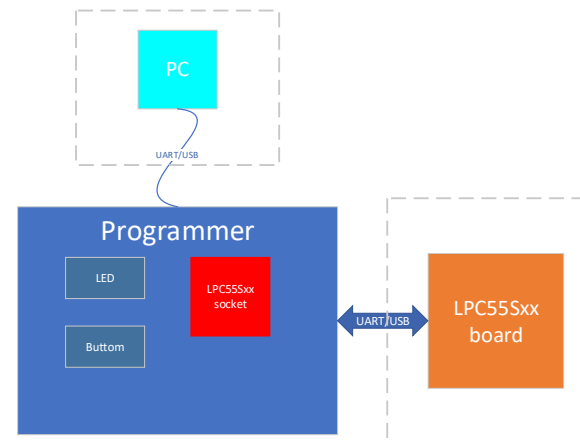 PC
UART/USB
Programmer
LED
LPC55Sxx
socket
Buttom
UART/USB
LPC55Sxx
board